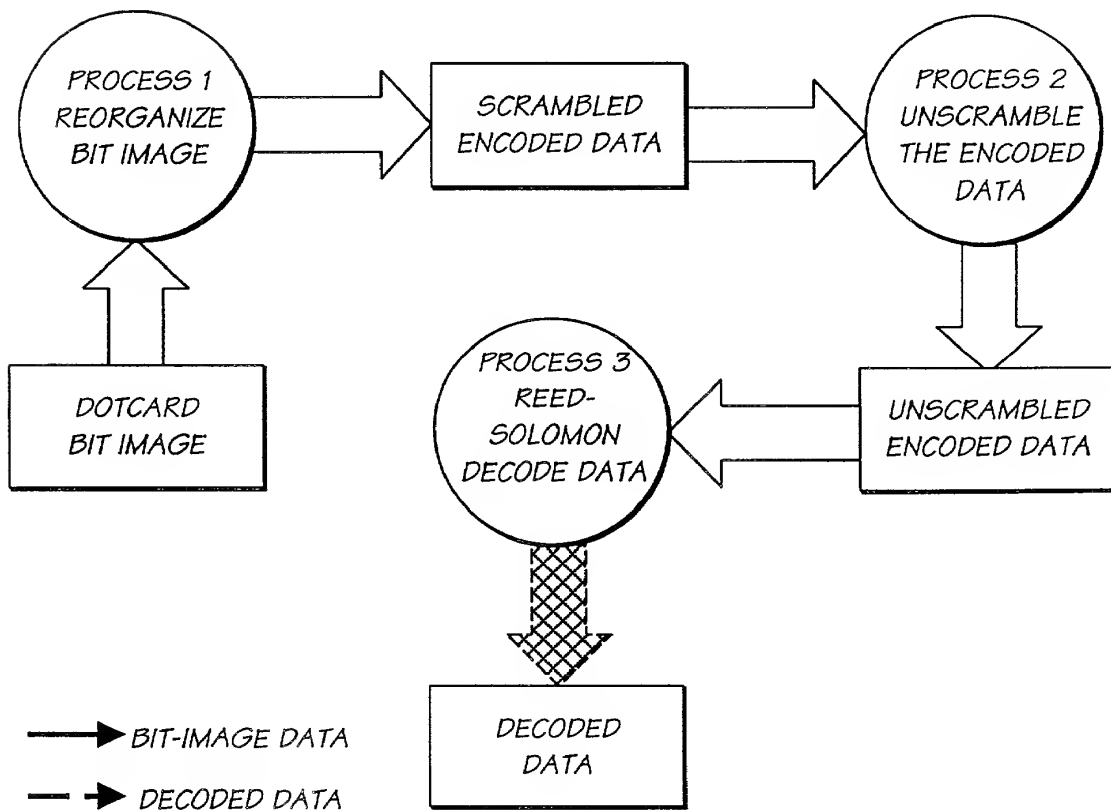 PROCESS 1
REORGANIZE
BIT IMAGE
SCRAMBLED
ENCODED DATA
PROCESS 2
UNSCRAMBLE
THE ENCODED
DATA
DOTCARD
BIT IMAGE
PROCESS 3
REED-
SOLOMON
DECODE DATA
UNSCRAMBLED
ENCODED DATA
DECODED
DATA
BIT-IMAGE DATA
DECODED DATA